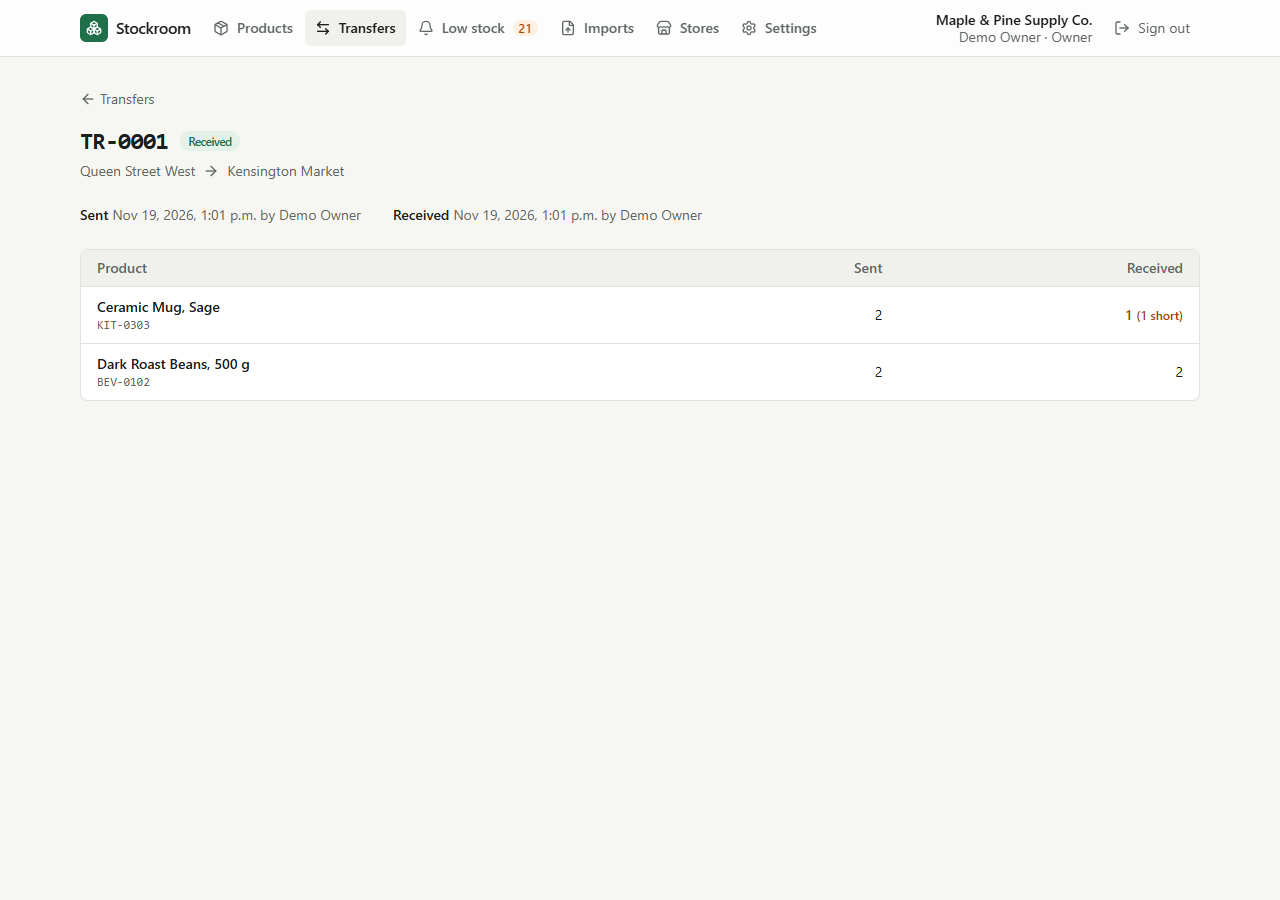 Stockroom Products Transfers Low stock 21 Imports Stores Settings Maple & Pine Supply Co. Sign out
Demo Owner · Owner
Transfers
TR-0001 Received
Queen Street West → Kensington Market
Sent Nov 19, 2026, 1:01 p.m. by Demo Owner Received Nov 19, 2026, 1:01 p.m. by Demo Owner
Product Sent Received
Ceramic Mug, Sage 2 1 (1 short)
KIT-0303
Dark Roast Beans, 500 g 2 2
BEV-0102